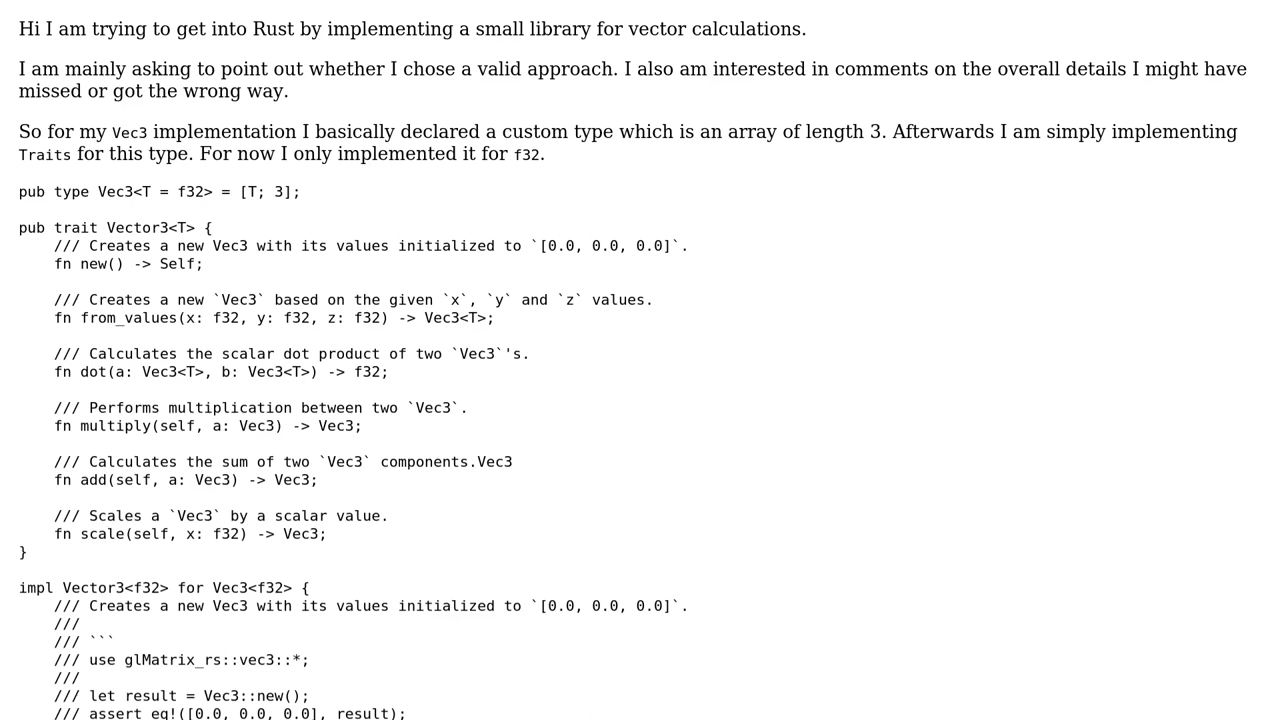 Hi I am trying to get into Rust by implementing a small library for vector calculations.
I am mainly asking to point out whether I chose a valid approach. I also am interested in comments on the overall details I might have
missed or got the wrong way.
So for my Vec3 implementation I basically declared a custom type which is an array of length 3. Afterwards I am simply implementing
Traits for this type. For now I only implemented it for f32.
pub type Vec3<T = f32> = [T; 3];
pub trait Vector3<T> {
    /// Creates a new Vec3 with its values initialized to `[0.0, 0.0, 0.0]`.
    fn new() -> Self;
    /// Creates a new `Vec3` based on the given `x`, `y` and `z` values.
    fn from_values(x: f32, y: f32, z: f32) -> Vec3<T>;
    /// Calculates the scalar dot product of two `Vec3`'s.
    fn dot(a: Vec3<T>, b: Vec3<T>) -> f32;
    /// Performs multiplication between two `Vec3`.
    fn multiply(self, a: Vec3) -> Vec3;
    /// Calculates the sum of two `Vec3` components.Vec3
    fn add(self, a: Vec3) -> Vec3;
    /// Scales a `Vec3` by a scalar value.
    fn scale(self, x: f32) -> Vec3;
}
impl Vector3<f32> for Vec3<f32> {
    /// Creates a new Vec3 with its values initialized to `[0.0, 0.0, 0.0]`.
    ///
    /// ```
    /// use glMatrix_rs::vec3::*;
    ///
    /// let result = Vec3::new();
    /// assert_eq!([0.0, 0.0, 0.0], result);